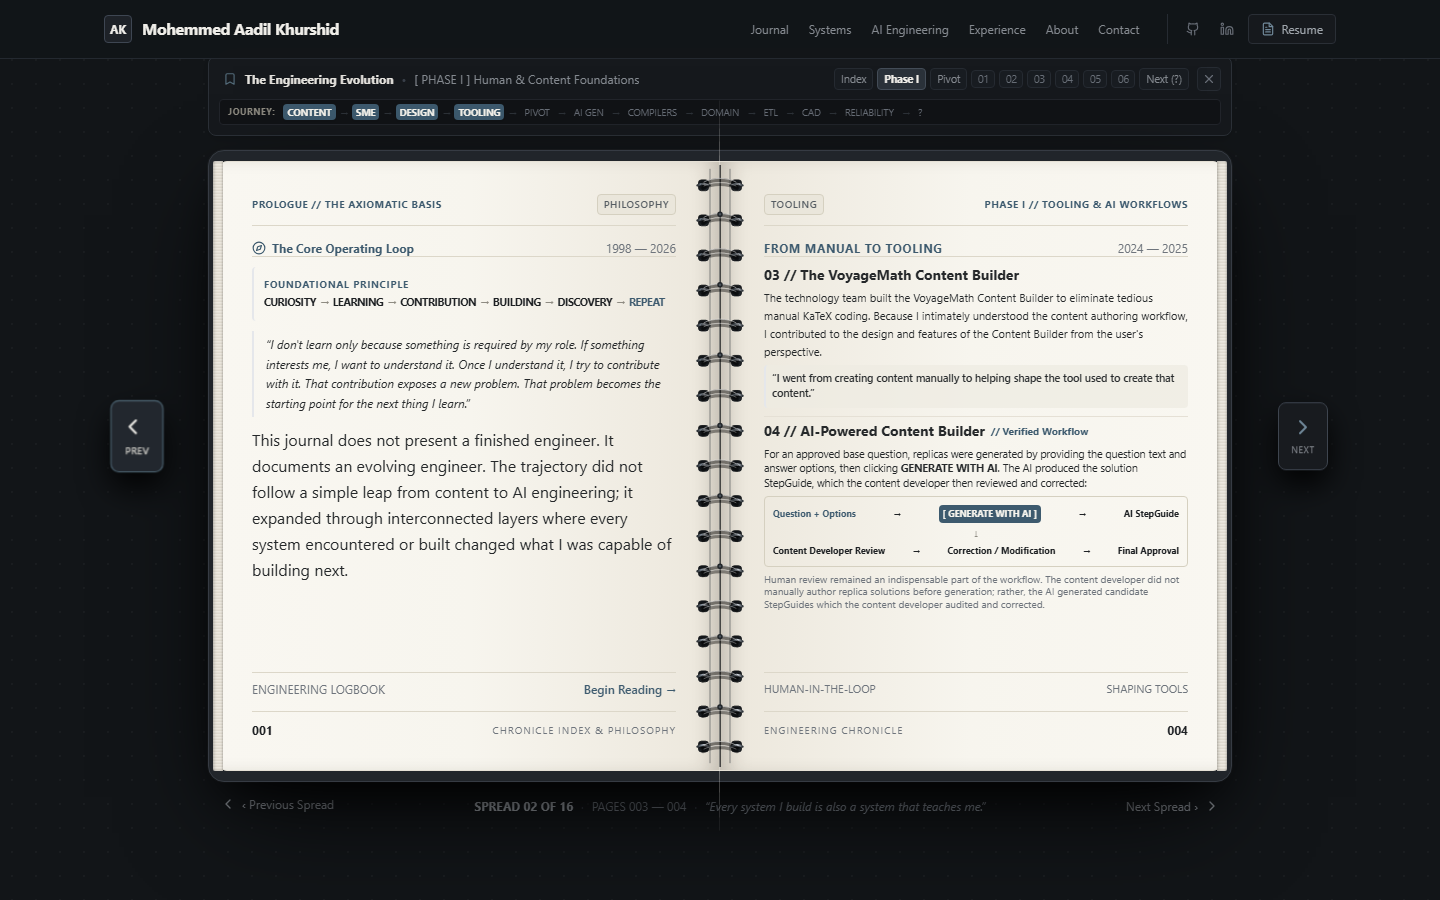 AK Mohemmed Aadil Khurshid
Journal Systems AI Engineering Experience About Contact Resume
The Engineering Evolution • [ PHASE I ] Human & Content Foundations
Index Phase I Pivot 01 02 03 04 05 06 Next (?) ✕
JOURNEY: CONTENT → SME → DESIGN → TOOLING → PIVOT → AI GEN → COMPILERS → DOMAIN → ETL → CAD → RELIABILITY → ?
PROLOGUE // THE AXIOMATIC BASIS PHILOSOPHY
The Core Operating Loop 1998 — 2026
FOUNDATIONAL PRINCIPLE
CURIOSITY → LEARNING → CONTRIBUTION → BUILDING → DISCOVERY → REPEAT
“I don't learn only because something is required by my role. If something
interests me, I want to understand it. Once I understand it, I try to contribute
with it. That contribution exposes a new problem. That problem becomes the
starting point for the next thing I learn.”
This journal does not present a finished engineer. It
documents an evolving engineer. The trajectory did not
follow a simple leap from content to AI engineering; it
expanded through interconnected layers where every
system encountered or built changed what I was capable of
building next.
ENGINEERING LOGBOOK Begin Reading →
001 CHRONICLE INDEX & PHILOSOPHY
TOOLING PHASE I // TOOLING & AI WORKFLOWS
FROM MANUAL TO TOOLING 2024 — 2025
03 // The VoyageMath Content Builder
The technology team built the VoyageMath Content Builder to eliminate tedious
manual KaTeX coding. Because I intimately understood the content authoring workflow,
I contributed to the design and features of the Content Builder from the user's
perspective.
“I went from creating content manually to helping shape the tool used to create that
content.”
04 // AI-Powered Content Builder // Verified Workflow
For an approved base question, replicas were generated by providing the question text and
answer options, then clicking GENERATE WITH AI. The AI produced the solution
StepGuide, which the content developer then reviewed and corrected:
Question + Options → [ GENERATE WITH AI ] → AI StepGuide
↓
Content Developer Review → Correction / Modification → Final Approval
Human review remained an indispensable part of the workflow. The content developer did not
manually author replica solutions before generation; rather, the AI generated candidate
StepGuides which the content developer audited and corrected.
HUMAN-IN-THE-LOOP SHAPING TOOLS
ENGINEERING CHRONICLE 004
PREV
NEXT
‹ Previous Spread SPREAD 02 OF 16 PAGES 003 — 004 “Every system I build is also a system that teaches me.” Next Spread ›